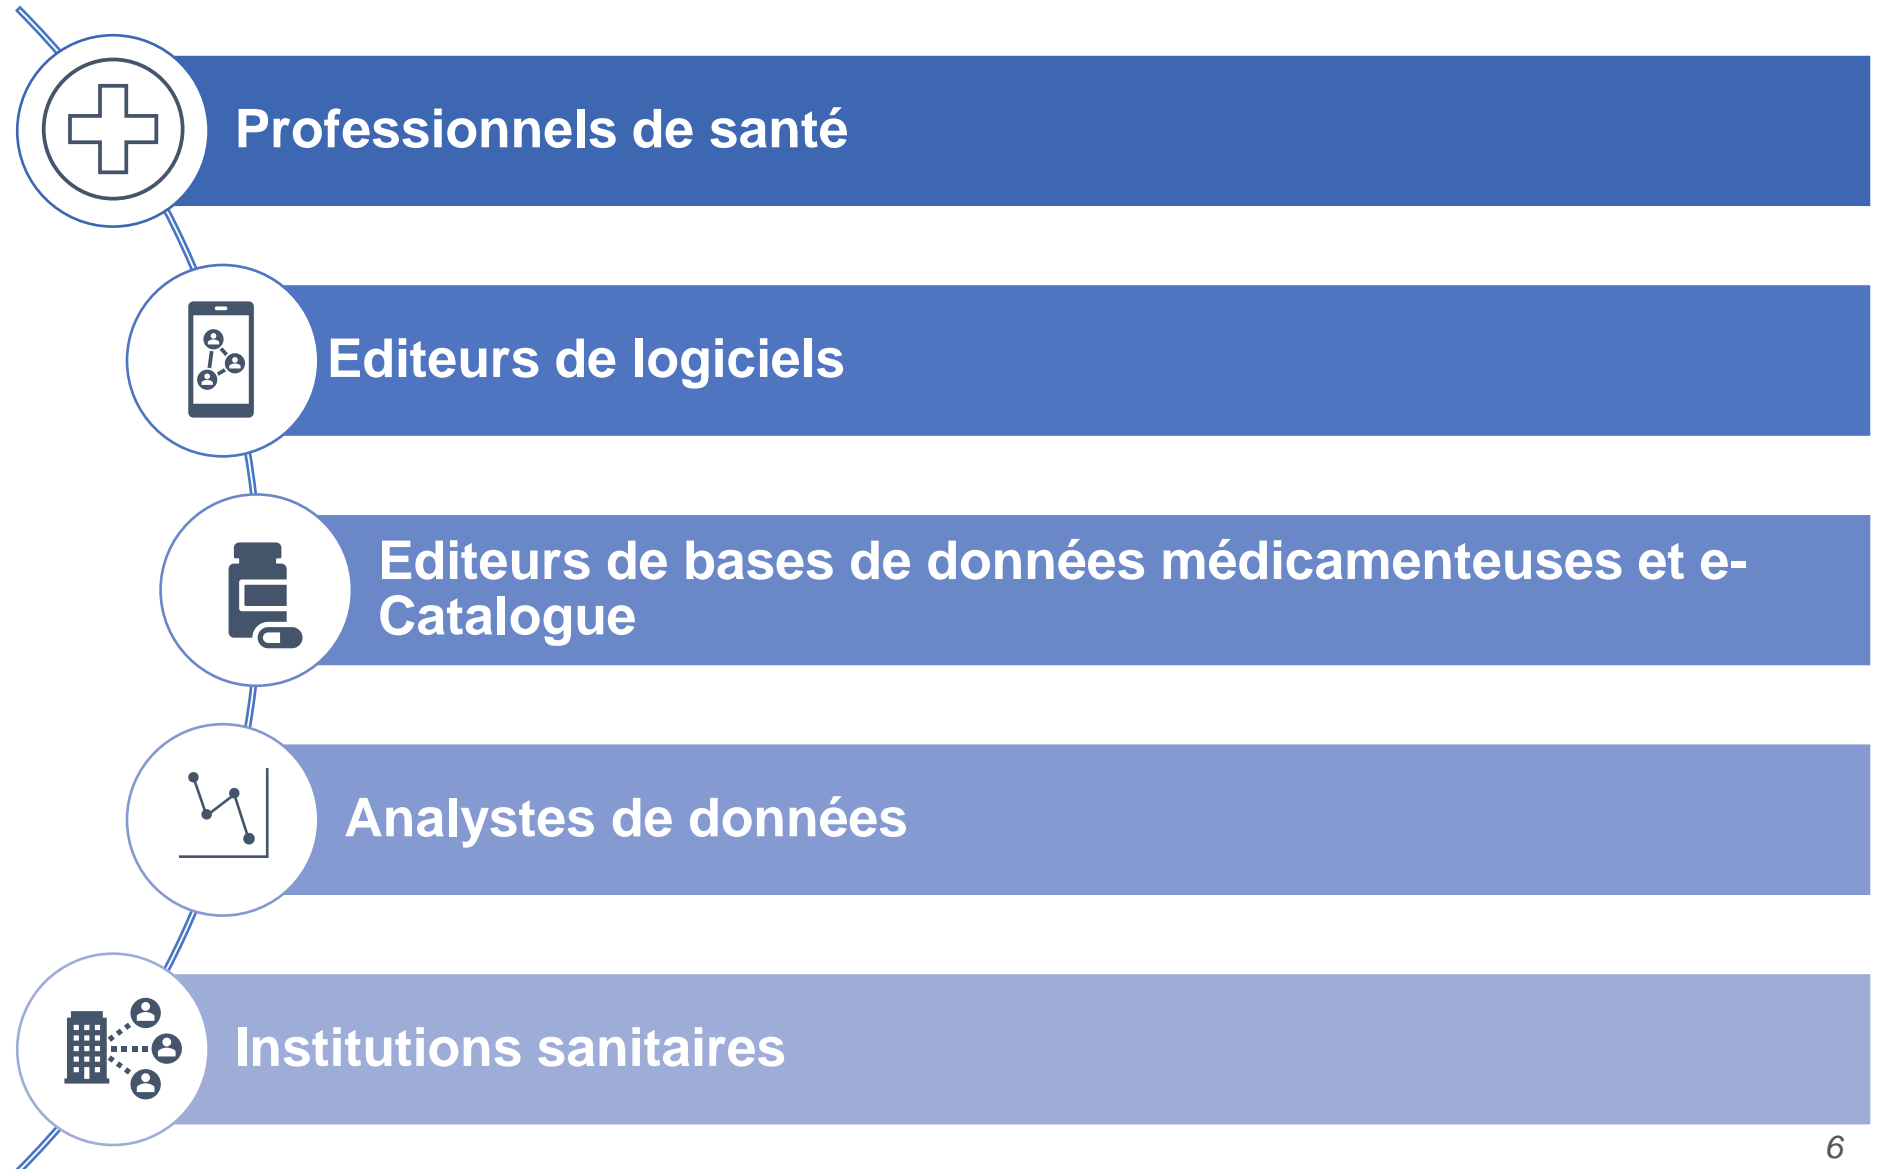 Professionnels de santé
Editeurs de logiciels
Editeurs de bases de données médicamenteuses et e-
Catalogue
Analystes de données
Institutions sanitaires
6